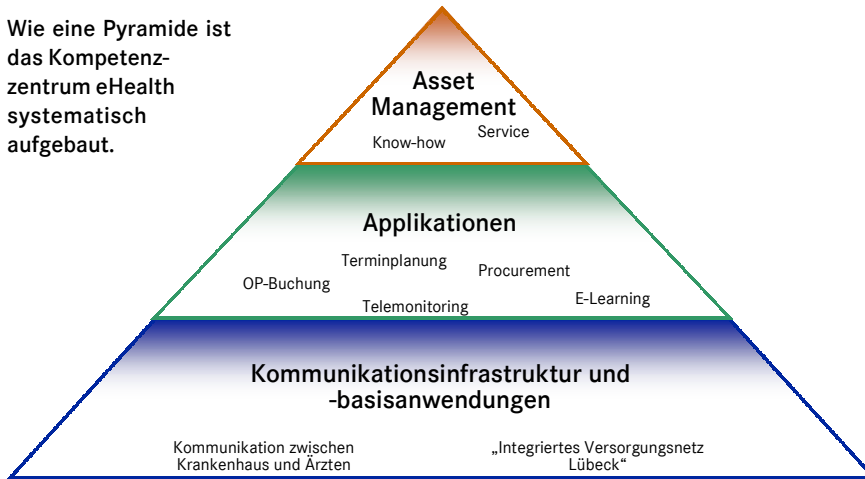 Wie eine Pyramide ist
das Kompetenz-
zentrum eHealth
systematisch
aufgebaut.
Asset
Management
Know-how
Service
Applikationen
Terminplanung
Procurement
OP-Buchung
Telemonitoring
E-Learning
Kommunikationsinfrastruktur und
-basisanwendungen
Kommunikation zwischen
Krankenhaus und Ärzten
„Integriertes Versorgungsnetz
Lübeck“